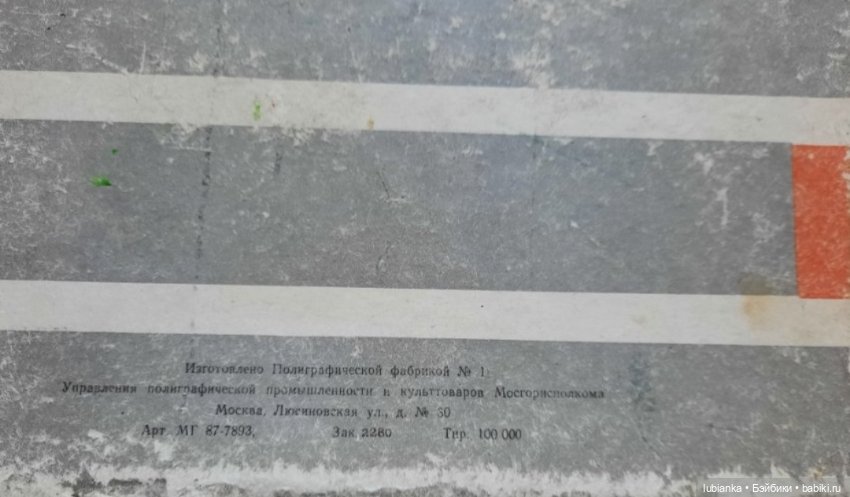 Изготовлено Полиграфической фабрикой № 1
Управления полиграфической промышленности и культтоваров Мосгорисполкома
Москва, Люсиновская ул., д. № 30
Арт. МГ 87-7893, Зак. 2280 Тир. 100 000
lubianka • Бэйбики • babiki.ru